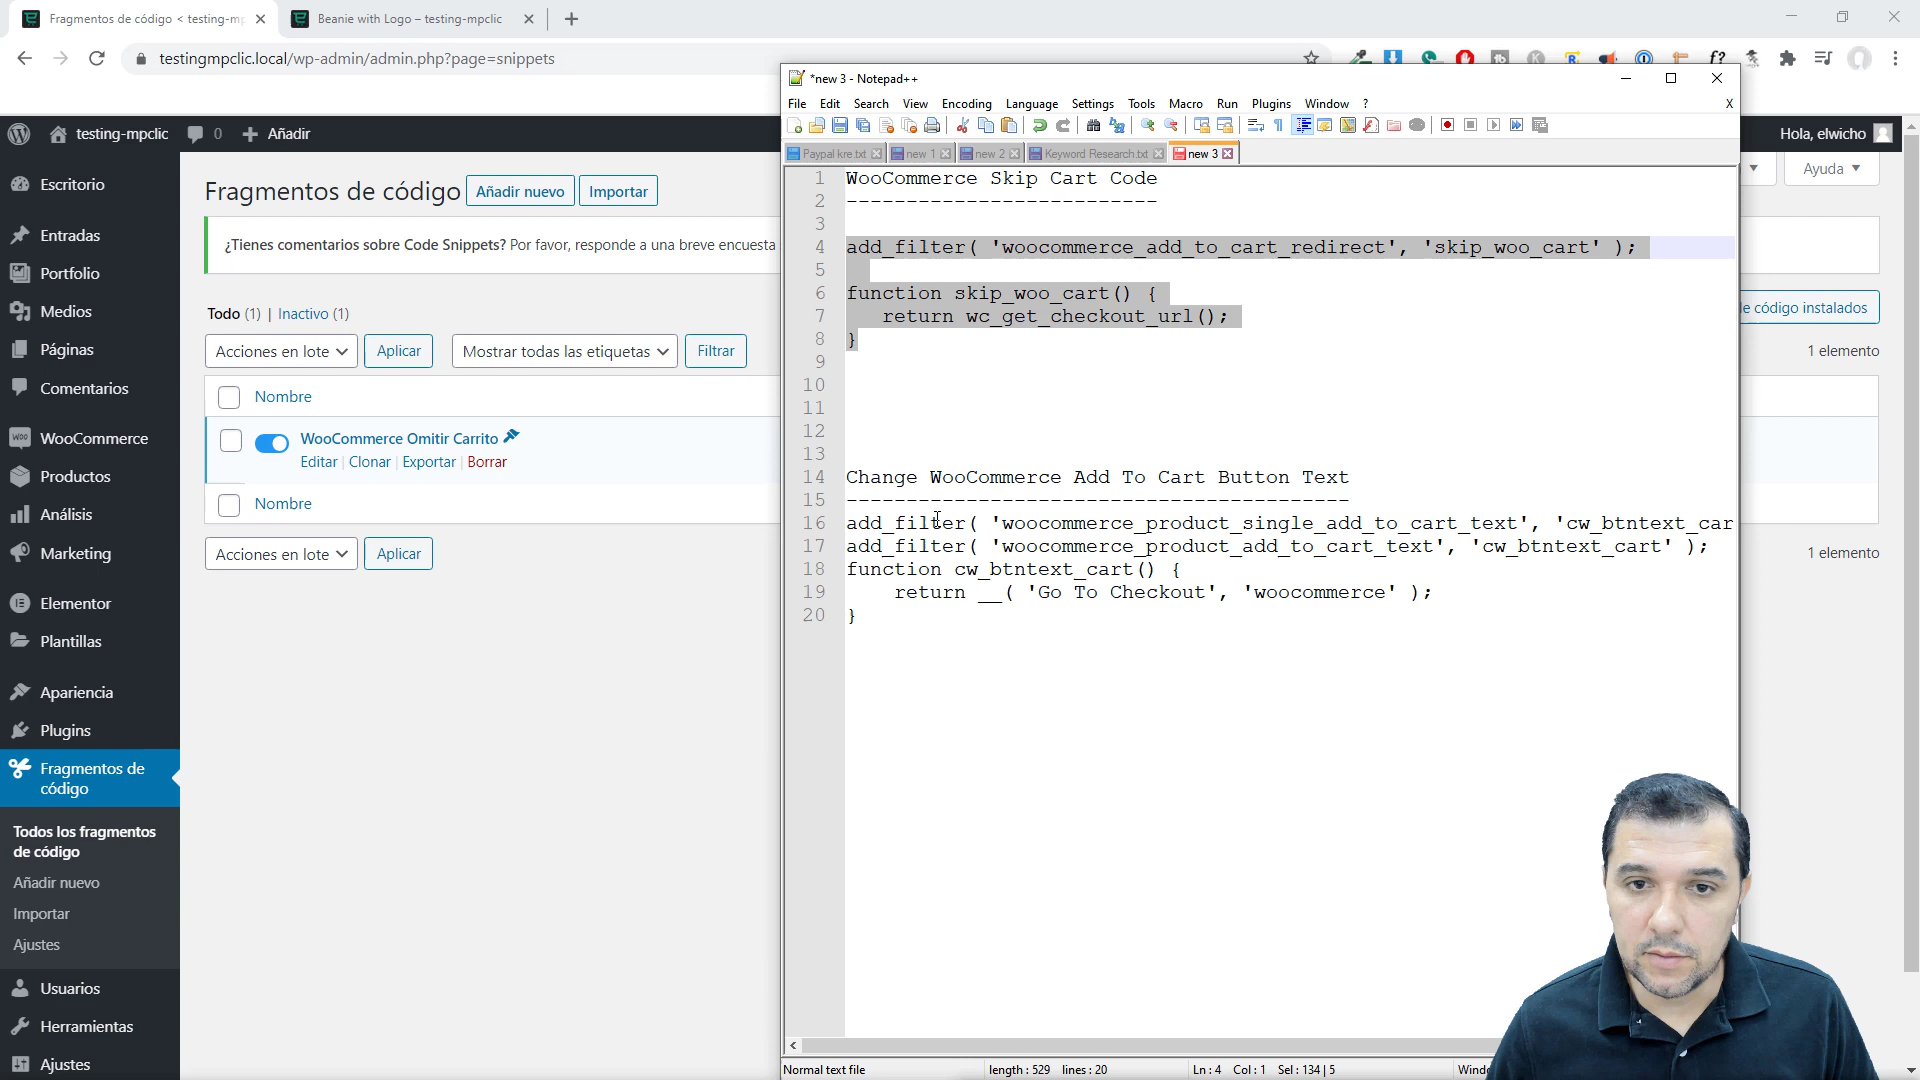 Fragmentos de código < testing-mp
Beanie with Logo – testing-mpclic
testingmpclic.local/wp-admin/admin.php?page=snippets
testing-mpclic
0
Añadir
Hola, elwicho
Escritorio
Entradas
Portfolio
Medios
Páginas
Comentarios
WooCommerce
Productos
Análisis
Marketing
Elementor
Plantillas
Apariencia
Plugins
Fragmentos de
código
Todos los fragmentos
de código
Añadir nuevo
Importar
Ajustes
Usuarios
Herramientas
Ajustes
Fragmentos de código
Añadir nuevo
Importar
¿Tienes comentarios sobre Code Snippets? Por favor, responde a una breve encuesta
Todo (1) | Inactivo (1)
Acciones en lote
Aplicar
Mostrar todas las etiquetas
Filtrar
Nombre
WooCommerce Omitir Carrito
Editar | Clonar | Exportar | Borrar
Nombre
Acciones en lote
Aplicar
Ayuda
de código instalados
1 elemento
1 elemento
*new 3 - Notepad++
File Edit Search View Encoding Language Settings Tools Macro Run Plugins Window ?
X
Paypal kre.txt
new 1
new 2
Keyword Research.txt
new 3
1 WooCommerce Skip Cart Code
2 --------------------------
3
4 add_filter( 'woocommerce_add_to_cart_redirect', 'skip_woo_cart' );
5
6 function skip_woo_cart() {
7 return wc_get_checkout_url();
8 }
9
10
11
12
13
14 Change WooCommerce Add To Cart Button Text
15 ------------------------------------------
16 add_filter( 'woocommerce_product_single_add_to_cart_text', 'cw_btntext_car
17 add_filter( 'woocommerce_product_add_to_cart_text', 'cw_btntext_cart' );
18 function cw_btntext_cart() {
19 return __( 'Go To Checkout', 'woocommerce' );
20 }
Normal text file
length : 529 lines : 20
Ln : 4 Col : 1 Sel : 134 | 5
Windo